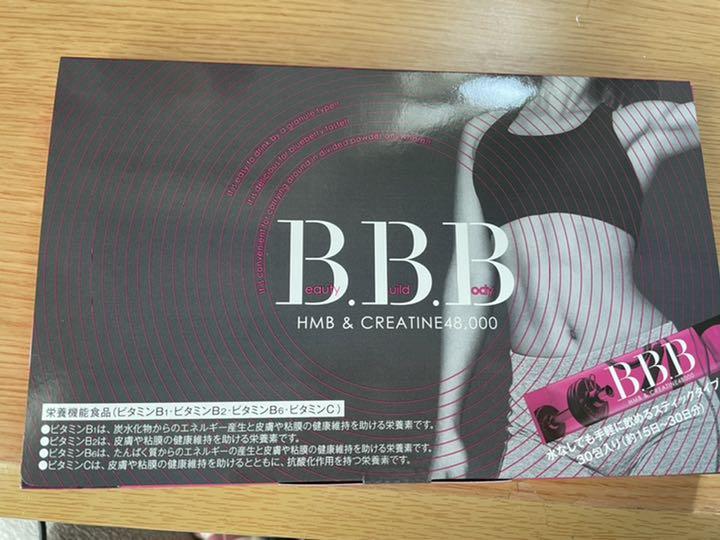 It is easy to drink by a granule type!!
It is delicious for blueberry taste!!
It is convenient for carrying around in divided powder anywhere!!
B.B.B
eauty uild ody
HMB & CREATINE48,000
B.B.B
HMB & CREATINE48,000
水なしでも手軽に飲めるスティックタイプ
30包入り(約15日~30日分)
栄養機能食品(ビタミンB1・ビタミンB2・ビタミンB6・ビタミンC)
●ビタミンB1は、炭水化物からのエネルギー産生と皮膚や粘膜の健康維持を助ける栄養素です。
●ビタミンB2は、皮膚や粘膜の健康維持を助ける栄養素です。
●ビタミンB6は、たんぱく質からのエネルギーの産生と皮膚や粘膜の健康維持を助ける栄養素です。
●ビタミンCは、皮膚や粘膜の健康維持を助けるとともに、抗酸化作用を持つ栄養素です。